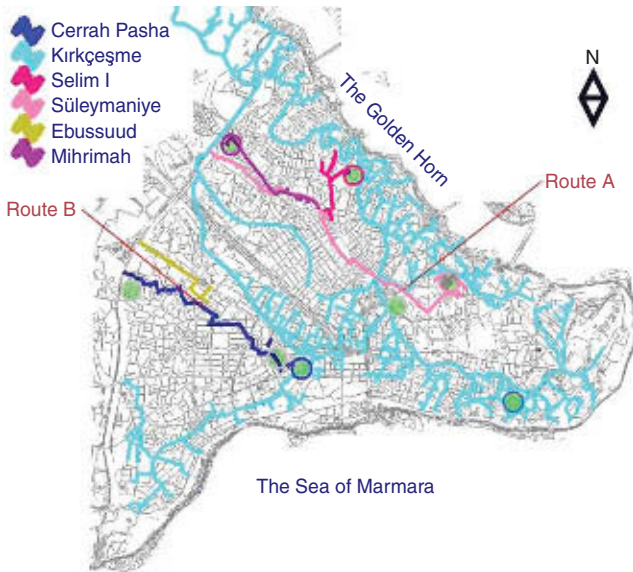 Cerrah Pasha
Kırkçeşme
Selim I
Süleymaniye
Ebussuud
Mihrimah
The Golden Horn
N
Route A
Route B
The Sea of Marmara